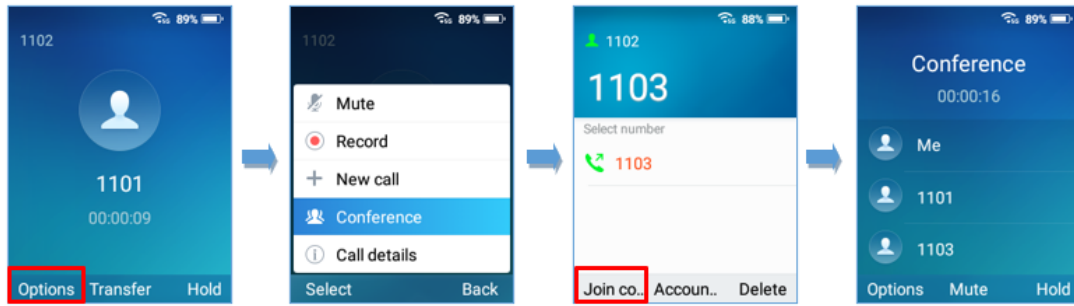 89%
1102
1101
00:00:09
Options Transfer Hold
89%
1102
Mute
Record
New call
Conference
Call details
Select Back
88%
1102
1103
Select number
1103
Join co.. Accoun.. Delete
89%
Conference
00:00:16
Me
1101
1103
Options Mute Hold